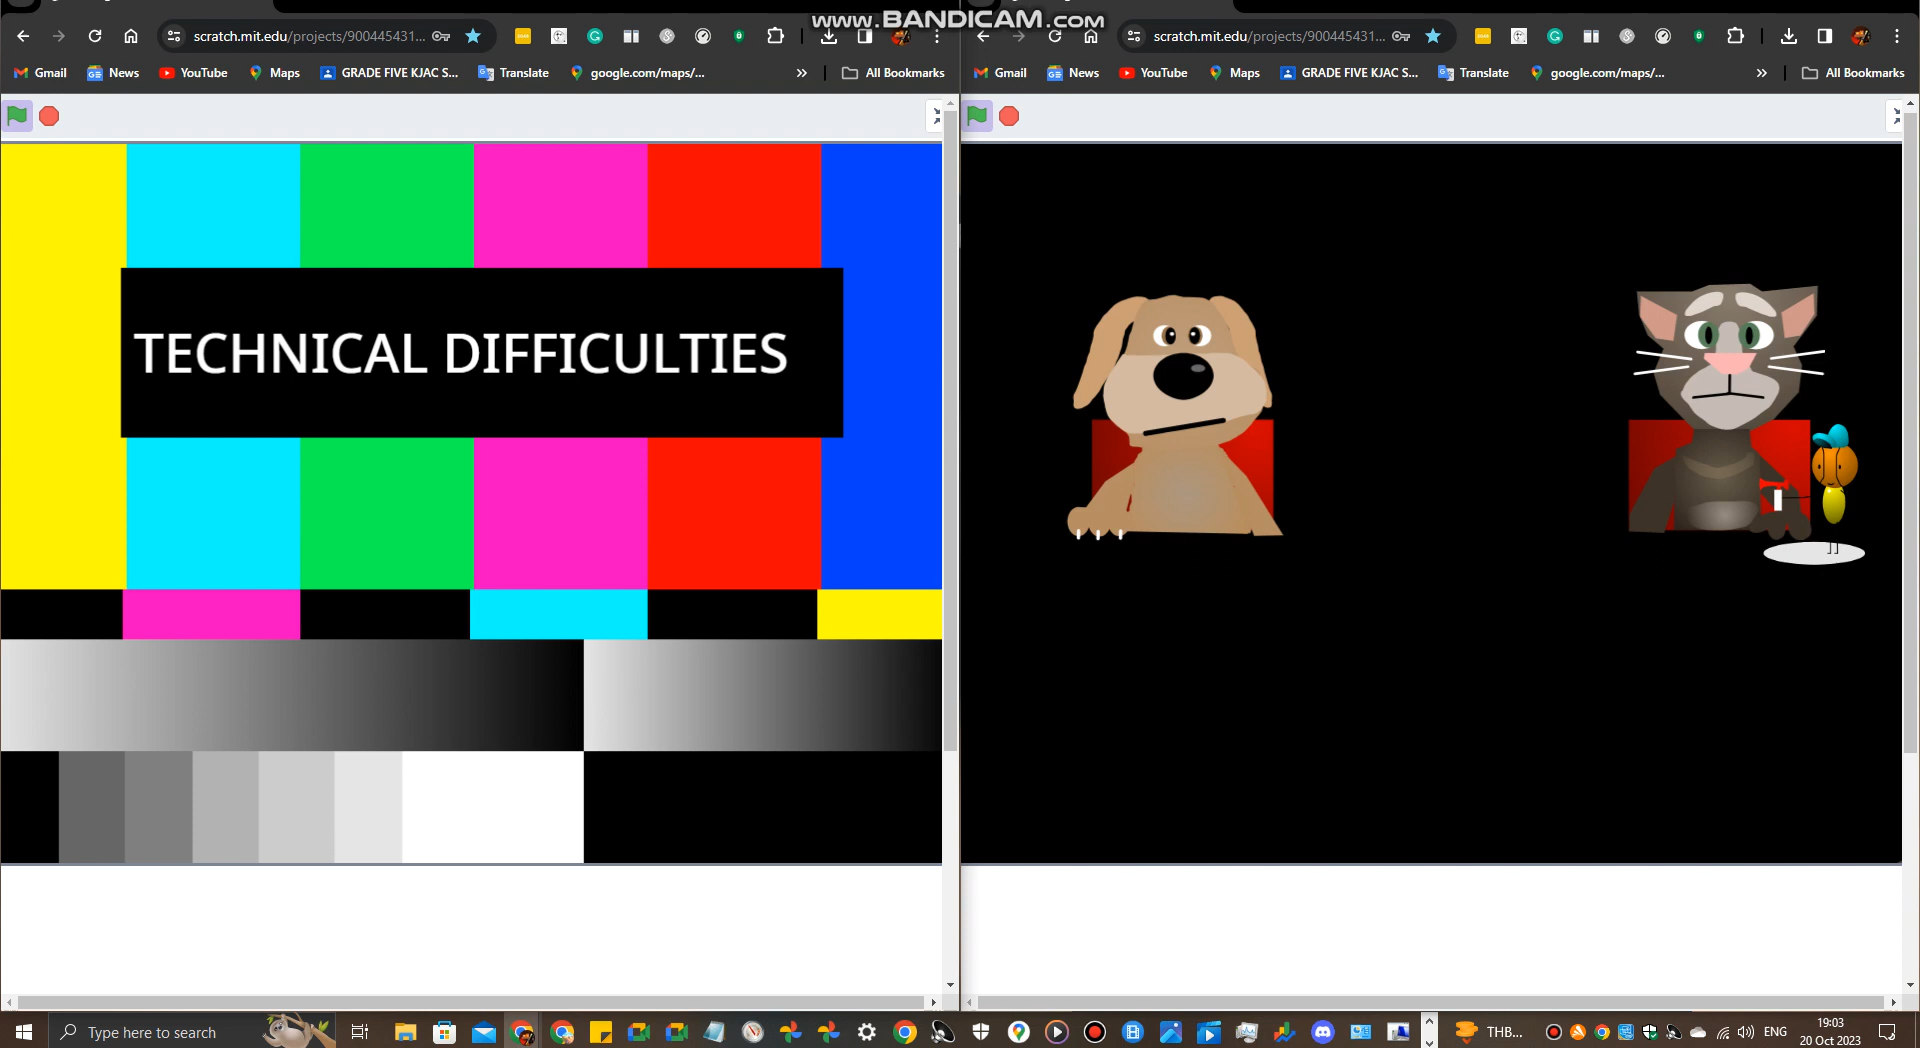 www.BANDICAM.COM
scratch.mit.edu/projects/900445431...
scratch.mit.edu/projects/900445431...
Gmail News YouTube Maps GRADE FIVE KJAC S... Translate google.com/maps/... » All Bookmarks
Gmail News YouTube Maps GRADE FIVE KJAC S... Translate google.com/maps/... » All Bookmarks
TECHNICAL DIFFICULTIES
Type here to search
THB...
ENG
19:03
20 Oct 2023